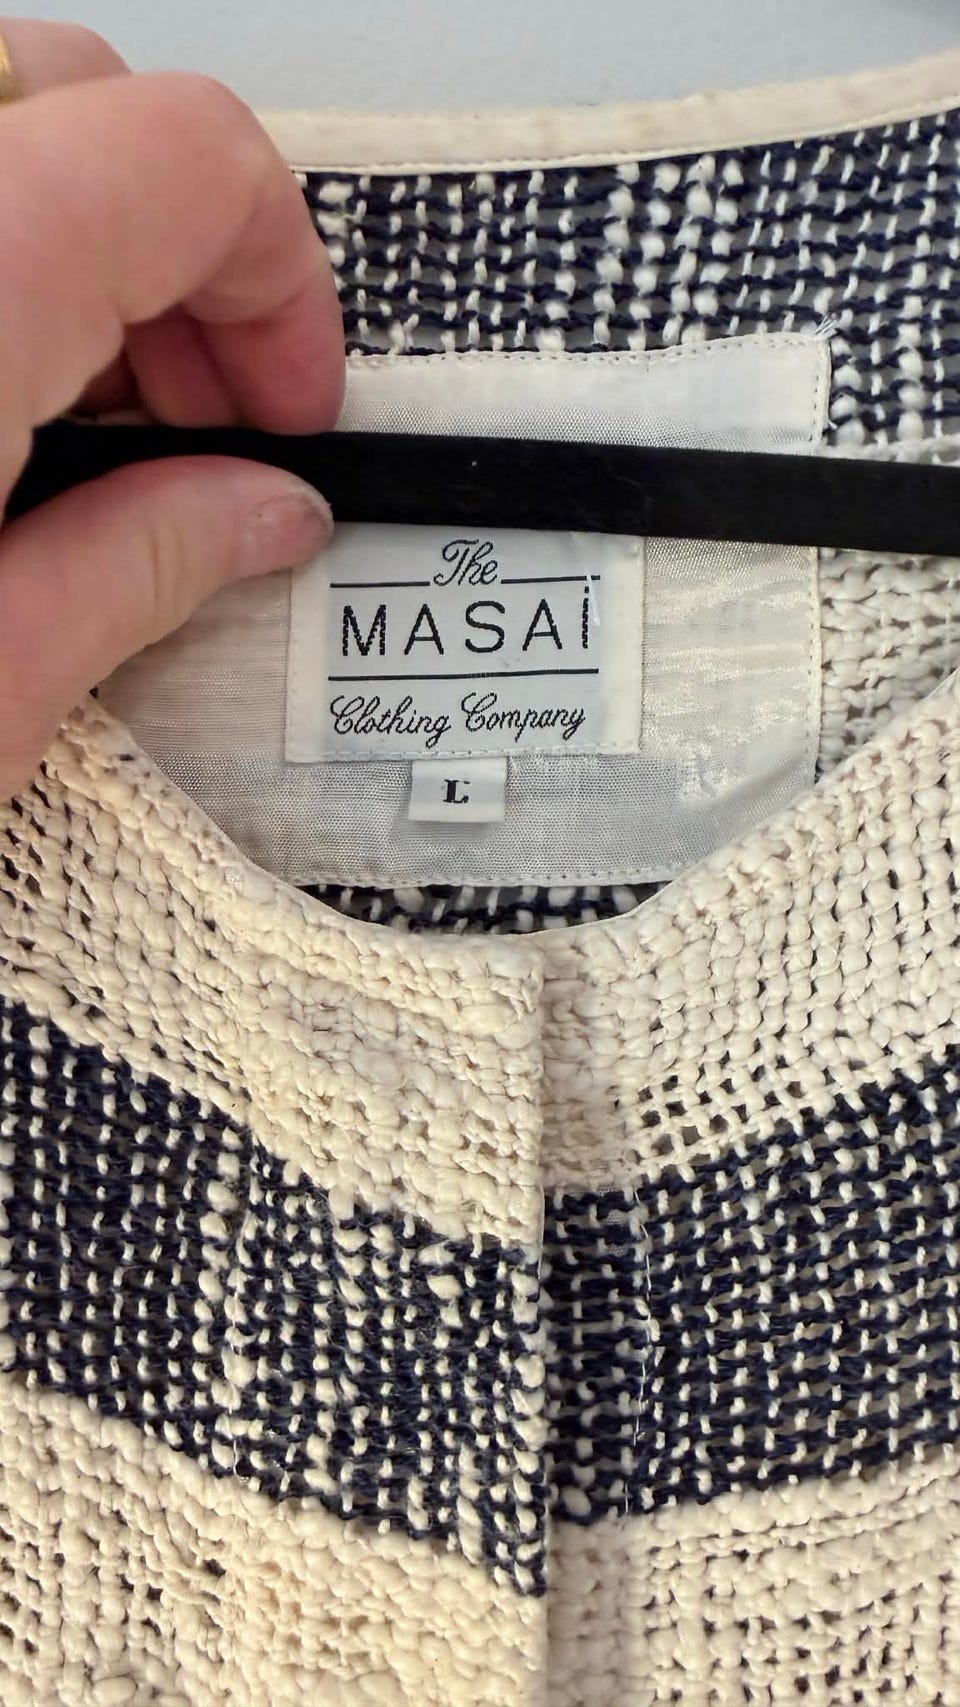 The
MASAI
Clothing Company
L